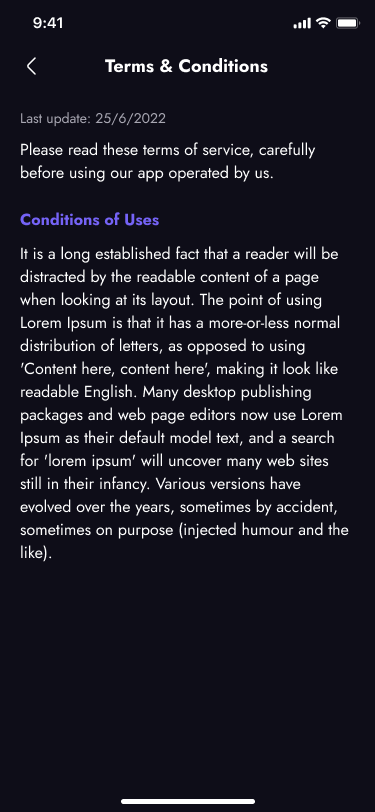 9:41
Terms & Conditions
Last update: 25/6/2022
Please read these terms of service, carefully
before using our app operated by us.
Conditions of Uses
It is a long established fact that a reader will be
distracted by the readable content of a page
when looking at its layout. The point of using
Lorem Ipsum is that it has a more-or-less normal
distribution of letters, as opposed to using
'Content here, content here', making it look like
readable English. Many desktop publishing
packages and web page editors now use Lorem
Ipsum as their default model text, and a search
for 'lorem ipsum' will uncover many web sites
still in their infancy. Various versions have
evolved over the years, sometimes by accident,
sometimes on purpose (injected humour and the
like).